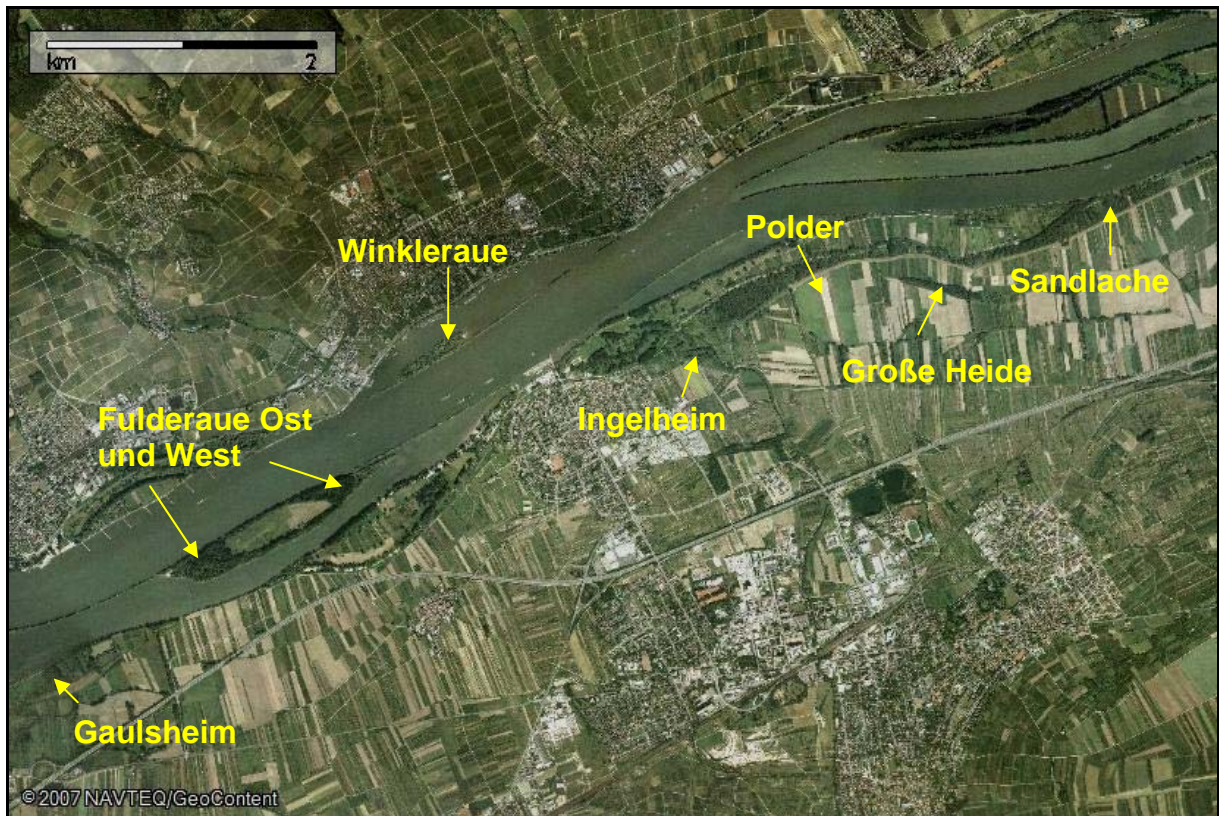 km 2
Winkleraue
Polder
Sandlache
Große Heide
Ingelheim
Fulderaue Ost
und West
Gaulsheim
© 2007 NAVTEQ/GeoContent